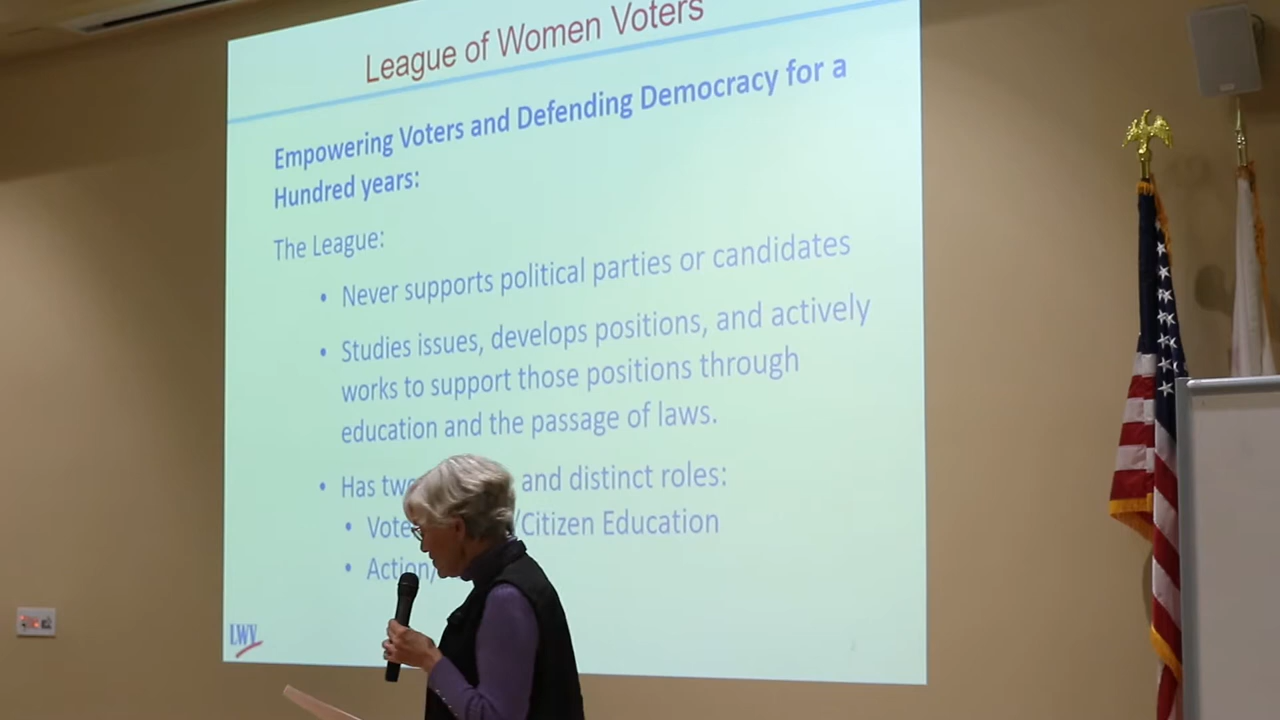 League of Women Voters
Empowering Voters and Defending Democracy for a
Hundred years:
The League:
• Never supports political parties or candidates
• Studies issues, develops positions, and actively
works to support those positions through
education and the passage of laws.
• Has and distinct roles:
• /Citizen Education
• Action/
LWV